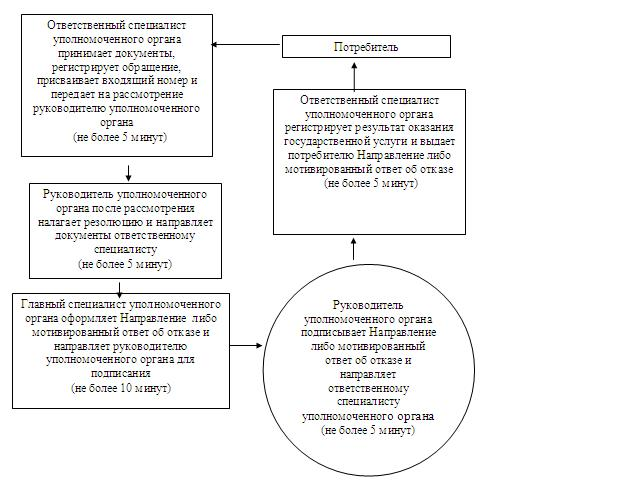 Потребитель
Ответственный специалист
уполномоченного органа
принимает документы,
регистрирует обращение,
присваивает входящий номер и
передает на рассмотрение
руководителю уполномоченного
органа
(не более 5 минут)
Руководитель уполномоченного
органа после рассмотрения
налагает резолюцию и направляет
документы ответственному
специалисту
(не более 5 минут)
Главный специалист уполномоченного
органа оформляет Направление либо
мотивированный ответ об отказе и
направляет руководителю
уполномоченного органа для
подписания
(не более 10 минут)
Руководитель
уполномоченного органа
подписывает Направление
либо мотивированный
ответ об отказе и
направляет
ответственному
специалисту
уполномоченного органа
(не более 5 минут)
Ответственный специалист
уполномоченного органа
регистрирует результат оказания
государственной услуги и выдает
потребителю Направление либо
мотивированный ответ об отказе
(не более 5 минут)